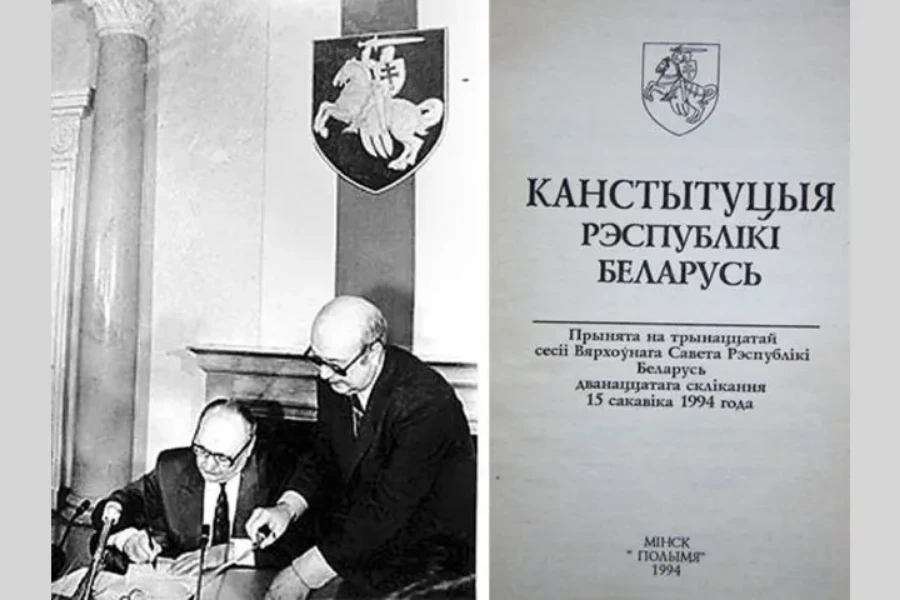 КАНСТЫТУЦЫЯ
РЭСПУБЛІКІ
БЕЛАРУСЬ
Прынята на трынаццатай
сесіі Вярхоўнага Савета Рэспублікі
Беларусь
дванаццатага склікання
15 сакавіка 1994 года
МІНСК
" ПОЛЫМЯ"
1994